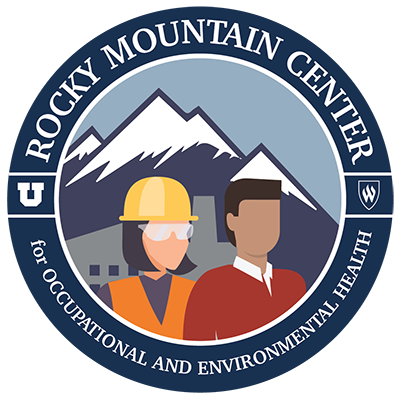 ROCKY MOUNTAIN CENTER
U
W
for OCCUPATIONAL AND ENVIRONMENTAL HEALTH